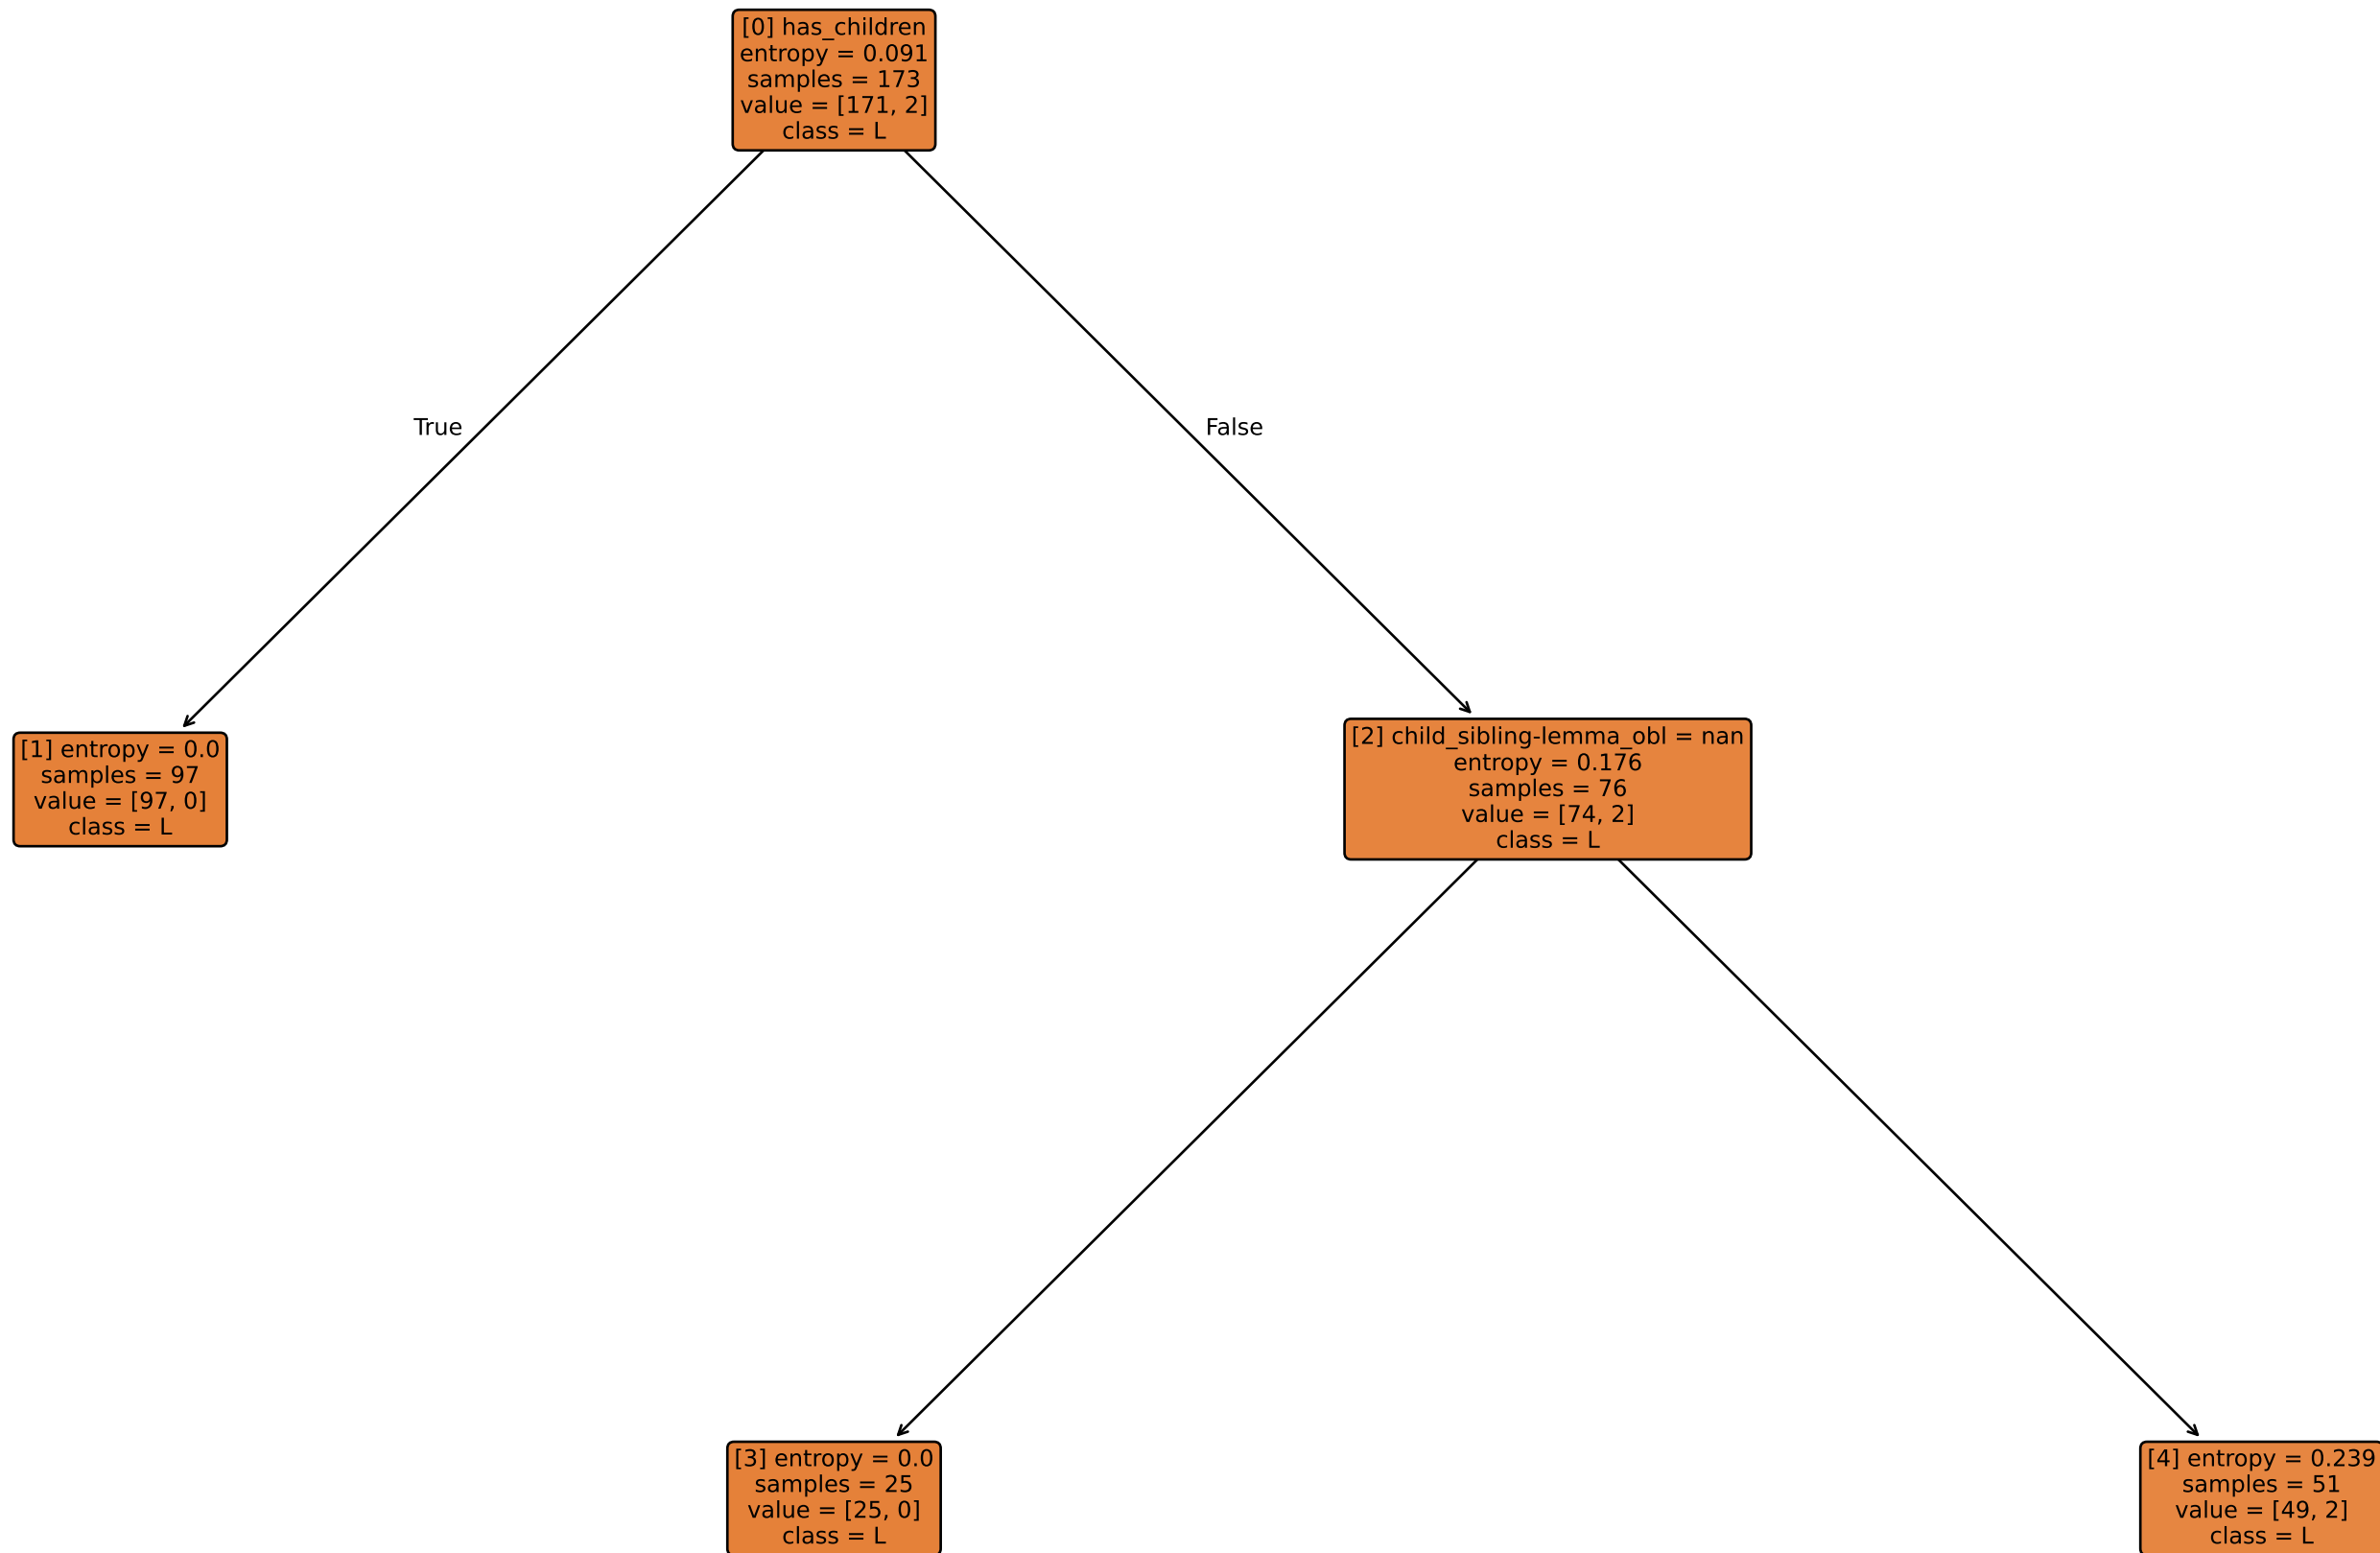 [0] has_children
entropy = 0.091
samples = 173
value = [171, 2]
class = L
True
False
[1] entropy = 0.0
samples = 97
value = [97, 0]
class = L
[2] child_sibling-lemma_obl = nan
entropy = 0.176
samples = 76
value = [74, 2]
class = L
[3] entropy = 0.0
samples = 25
value = [25, 0]
class = L
[4] entropy = 0.239
samples = 51
value = [49, 2]
class = L